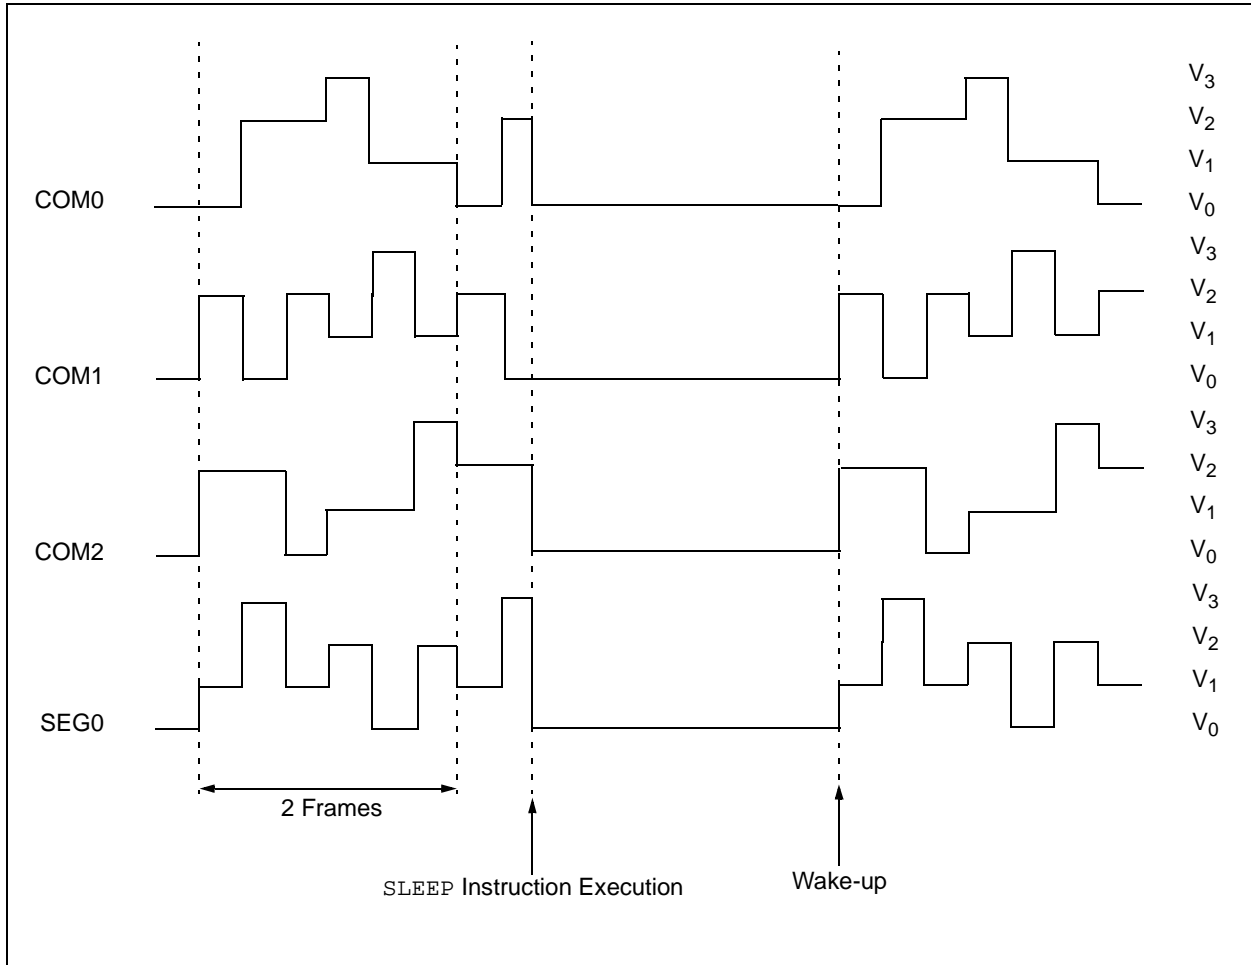 V3
V2
V1
COM0
V0
V3
V2
V1
COM1
V0
V3
V2
V1
COM2
V0
V3
V2
V1
SEG0
V0
2 Frames
SLEEP Instruction Execution
Wake-up